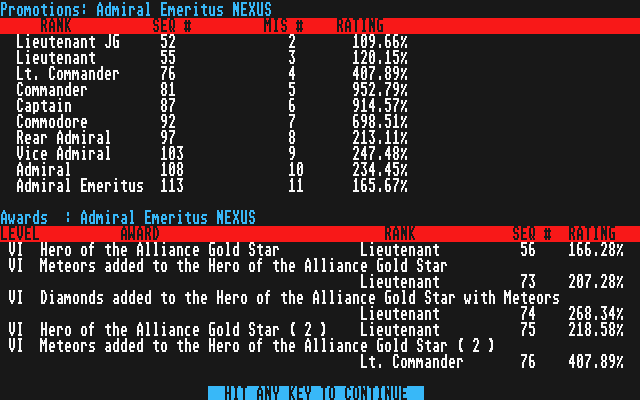 Promotions: Admiral Emeritus NEXUS
RANK SEQ # MIS # RATING
Lieutenant JG 52 2 109.66%
Lieutenant 55 3 120.15%
Lt. Commander 76 4 407.89%
Commander 81 5 952.79%
Captain 87 6 914.57%
Commodore 92 7 698.51%
Rear Admiral 97 8 213.11%
Vice Admiral 103 9 247.48%
Admiral 108 10 234.45%
Admiral Emeritus 113 11 165.67%
Awards : Admiral Emeritus NEXUS
LEVEL AWARD RANK SEQ # RATING
VI Hero of the Alliance Gold Star Lieutenant 56 166.28%
VI Meteors added to the Hero of the Alliance Gold Star
Lieutenant 73 207.28%
VI Diamonds added to the Hero of the Alliance Gold Star with Meteors
Lieutenant 74 268.34%
VI Hero of the Alliance Gold Star ( 2 ) Lieutenant 75 218.58%
VI Meteors added to the Hero of the Alliance Gold Star ( 2 )
Lt. Commander 76 407.89%
HIT ANY KEY TO CONTINUE